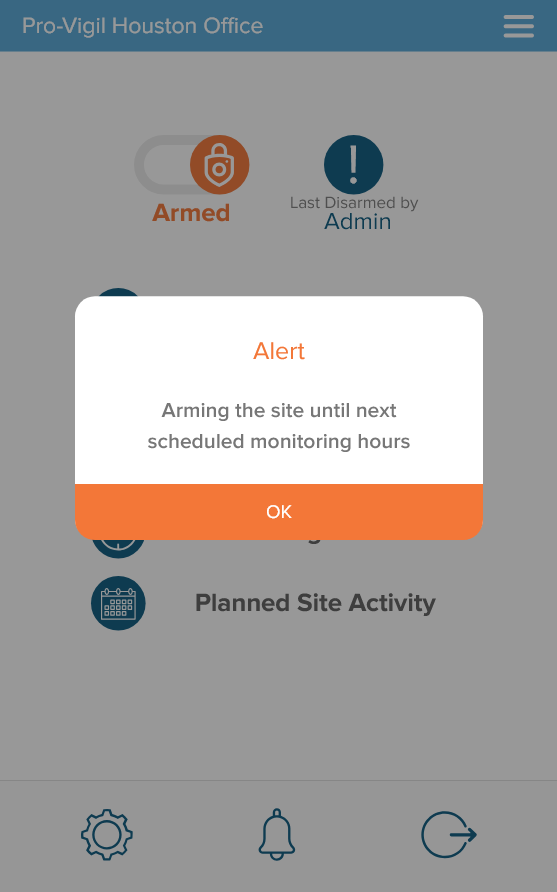 Pro-Vigil Houston Office
Armed
Last Disarmed by
Admin
Alert
Arming the site until next
scheduled monitoring hours
OK
Planned Site Activity